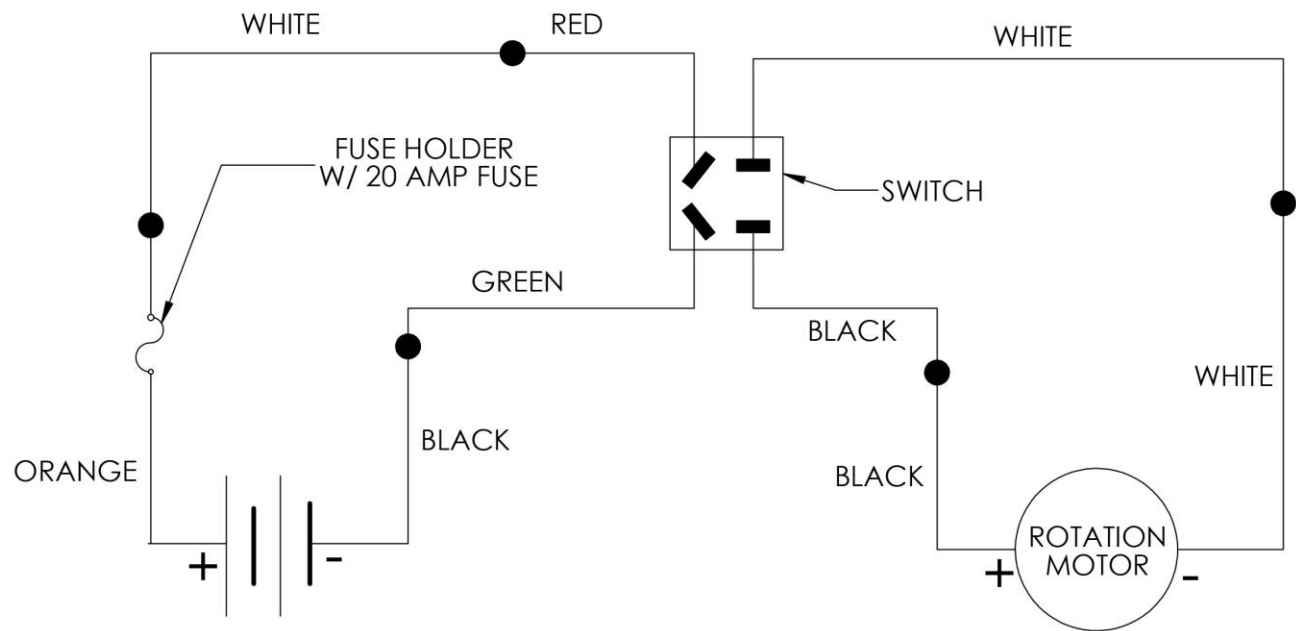 WHITE
RED
WHITE
FUSE HOLDER
W/ 20 AMP FUSE
SWITCH
GREEN
BLACK
WHITE
BLACK
ORANGE
BLACK
+
-
ROTATION
MOTOR
+
-